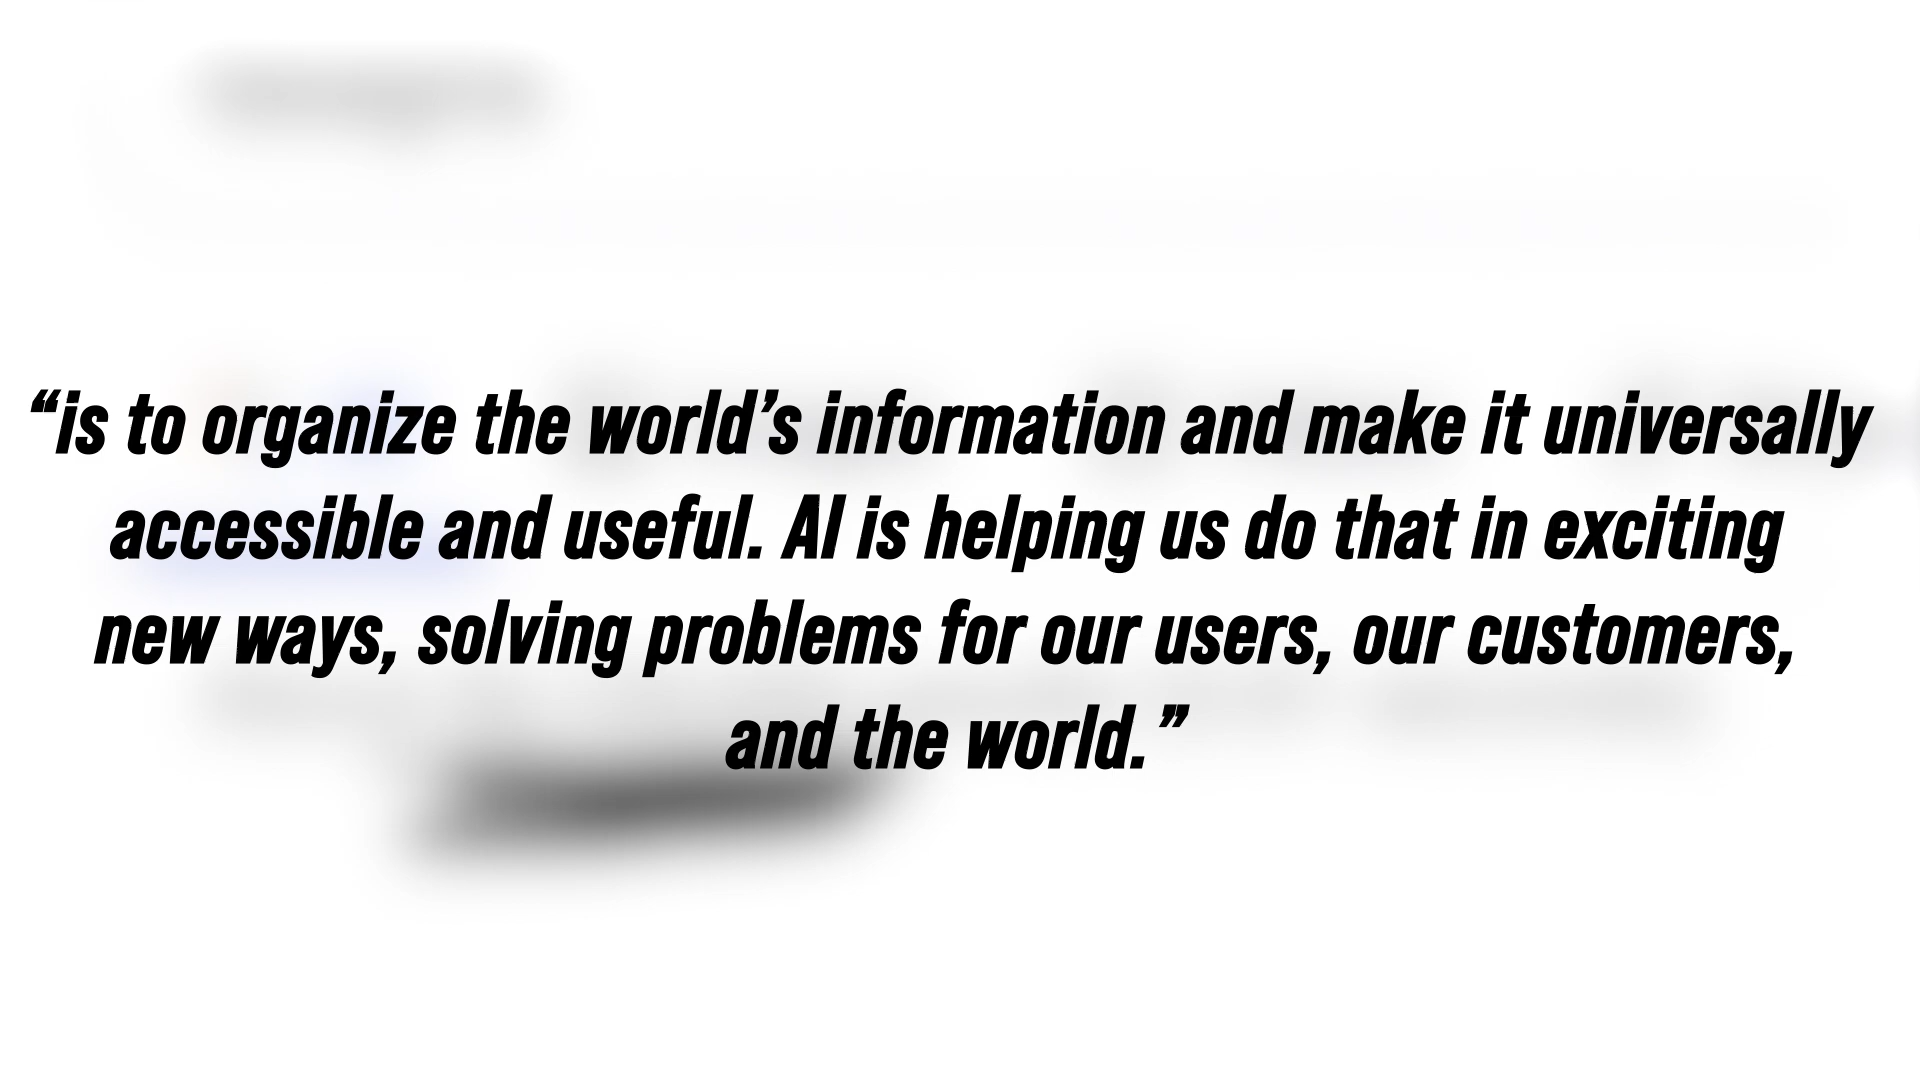 “is to organize the world’s information and make it universally
accessible and useful. AI is helping us do that in exciting
new ways, solving problems for our users, our customers,
and the world.”